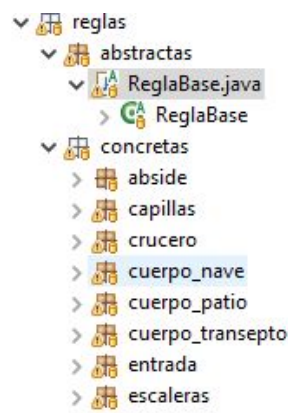 reglas
abstractas
ReglaBase.java
ReglaBase
concretas
abside
capillas
crucero
cuerpo_nave
cuerpo_patio
cuerpo_transepto
entrada
escaleras